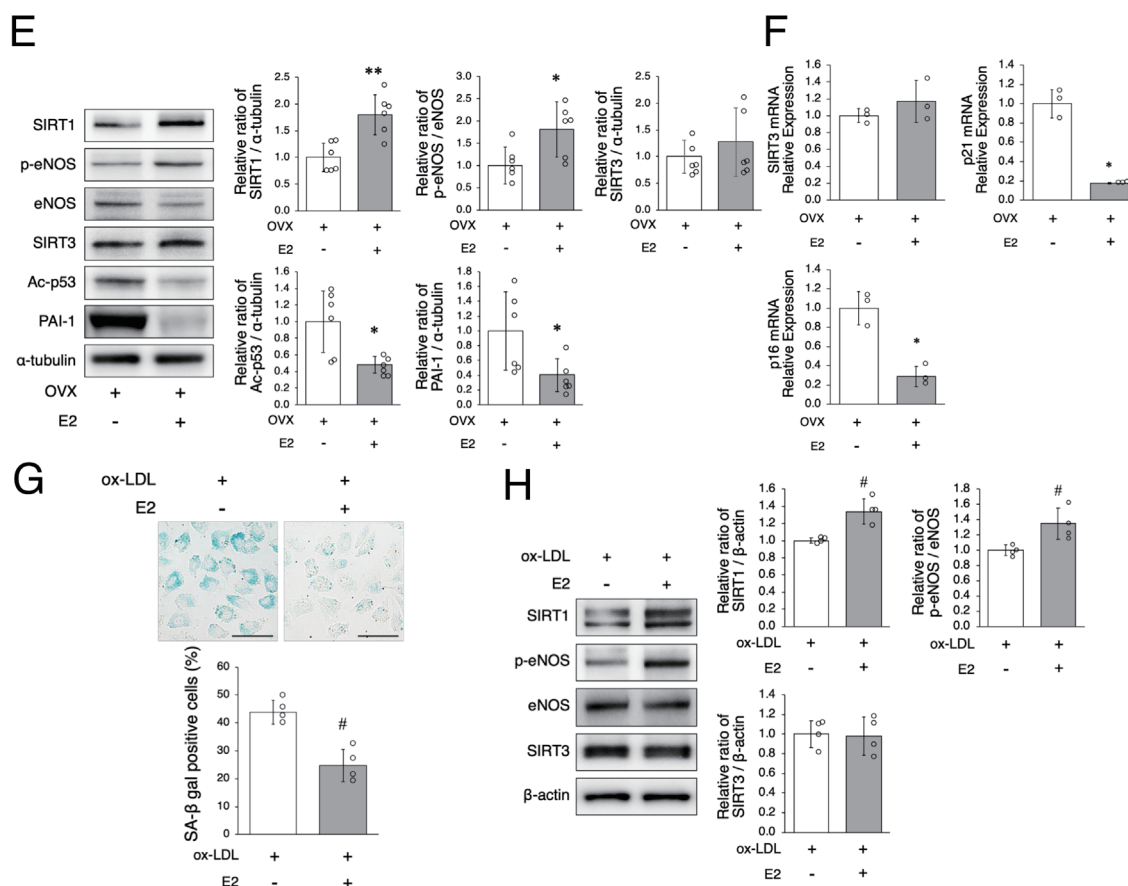 E
SIRT1
p-eNOS
eNOS
SIRT3
Ac-p53
PAI-1
α-tubulin
OVX + +
E2 - +
Relative ratio of
SIRT1 / α-tubulin
2.5
2.0
1.5
1.0
0.5
0.0
**
OVX + +
E2 - +
Relative ratio of
p-eNOS / eNOS
3.0
2.5
2.0
1.5
1.0
0.5
0.0
*
OVX + +
E2 - +
Relative ratio of
SIRT3 / α-tubulin
2.5
2.0
1.5
1.0
0.5
0.0
OVX + +
E2 - +
Relative ratio of
Ac-p53 / α-tubulin
1.6
1.4
1.2
1.0
0.8
0.6
0.4
0.2
0.0
*
OVX + +
E2 - +
Relative ratio of
PAI-1 / α-tubulin
1.8
1.6
1.4
1.2
1.0
0.8
0.6
0.4
0.2
0.0
*
OVX + +
E2 - +
F
SIRT3 mRNA
Relative Expression
1.6
1.4
1.2
1.0
0.8
0.6
0.4
0.2
0
OVX + +
E2 - +
p21 mRNA
Relative Expression
1.4
1.2
1.0
0.8
0.6
0.4
0.2
0.0
*
OVX + +
E2 - +
p16 mRNA
Relative Expression
1.4
1.2
1.0
0.8
0.6
0.4
0.2
0.0
*
OVX + +
E2 - +
G
ox-LDL + +
E2 - +
SA-β gal positive cells (%)
60
50
40
30
20
10
0
#
ox-LDL + +
E2 - +
H
ox-LDL + +
E2 - +
SIRT1
p-eNOS
eNOS
SIRT3
β-actin
Relative ratio of
SIRT1 / β-actin
1.6
1.4
1.2
1.0
0.8
0.6
0.4
0.2
0.0
#
ox-LDL + +
E2 - +
Relative ratio of
p-eNOS / eNOS
1.8
1.6
1.4
1.2
1.0
0.8
0.6
0.4
0.2
0.0
#
ox-LDL + +
E2 - +
Relative ratio of
SIRT3 / β-actin
1.4
1.2
1.0
0.8
0.6
0.4
0.2
0.0
ox-LDL + +
E2 - +